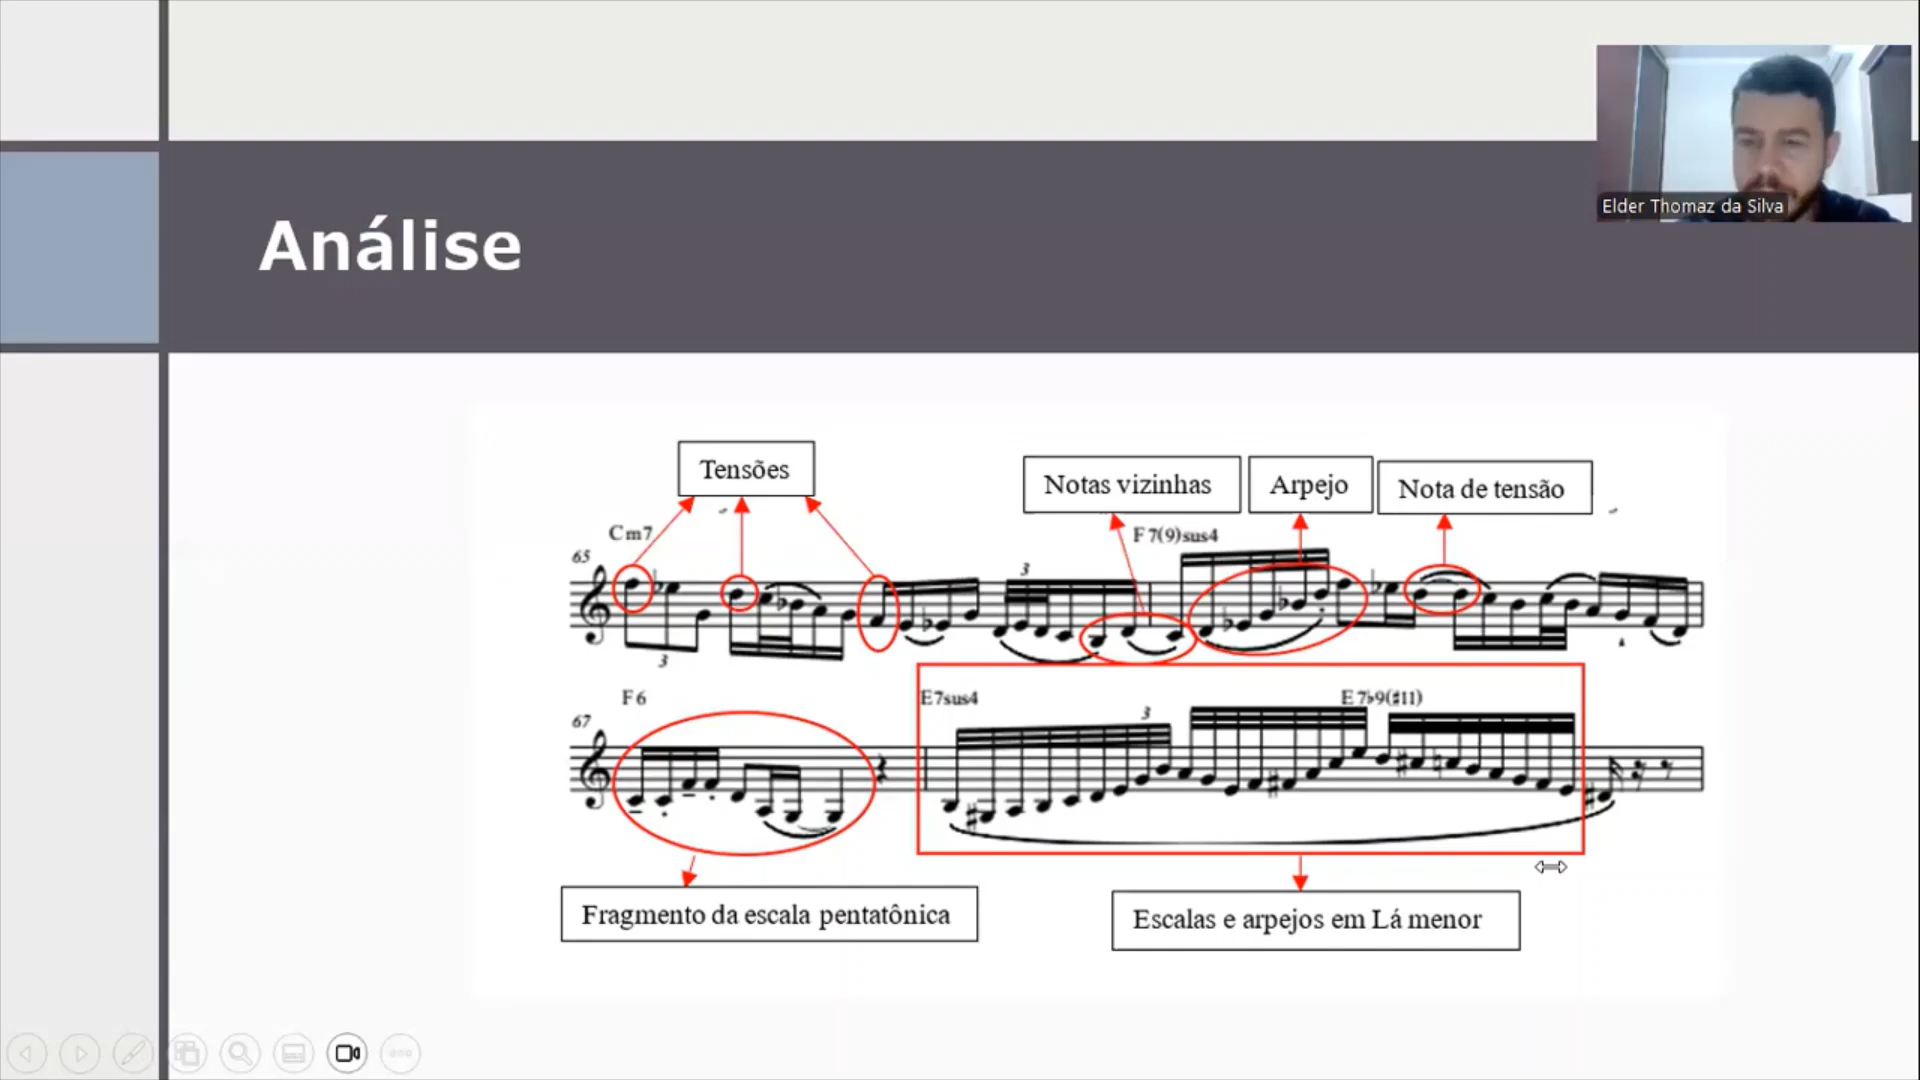 Elder Thomaz da Silva
Análise
Tensões
Notas vizinhas
Arpejo
Nota de tensão
Cm7
F7(9)sus4
65
3
3
F6
E7sus4
E7♭9(♯11)
67
3
Fragmento da escala pentatônica
Escalas e arpejos em Lá menor